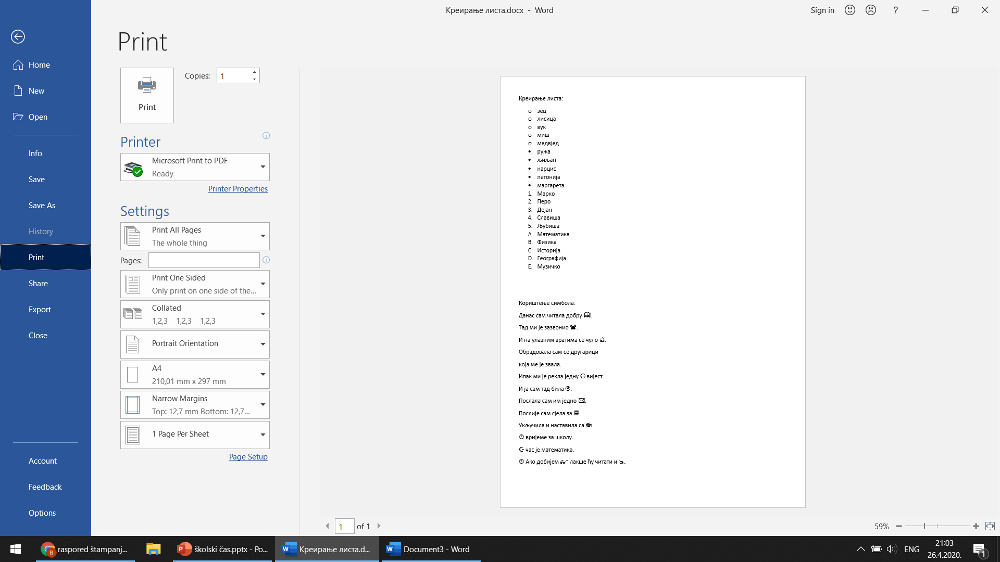 Креирање листа.docx - Word
Sign in
?
Print
Home
New
Open
Info
Save
Save As
History
Print
Share
Export
Close
Account
Feedback
Options
Print
Copies: 1
Printer
Microsoft Print to PDF
Ready
Printer Properties
Settings
Print All Pages
The whole thing
Pages:
Print One Sided
Only print on one side of the...
Collated
1,2,3 1,2,3 1,2,3
Portrait Orientation
A4
210,01 mm x 297 mm
Narrow Margins
Top: 12,7 mm Bottom: 12,7...
1 Page Per Sheet
Page Setup
Креирање листа:
o зец
o лисица
o вук
o миш
o медвјед
• ружа
• љиљан
• нарцис
• петонија
• маргарета
1. Марко
2. Перо
3. Дејан
4. Славиша
5. Љубиша
A. Математика
B. Физика
C. Историја
D. Географија
E. Музичко
Кориштење симбола:
Данас сам читала добру 🕮.
Тад ми је зазвонио ☎.
И на улазним вратима се чуло 🕭.
Обрадовала сам се другарици
која ме је звала.
Ипак ми је рекла једну ☹ вијест.
И ја сам тад била ☹.
Послала сам им једно ✉.
Послије сам сјела за 💻.
Укључила и наставила са 📻.
🕐 вријеме за школу.
☪ час је математика.
🕐 Ако добијем 👓 лакше ћу читати и ✎.
1 of 1
59%
raspored štampanj...
školski čas.pptx - Po...
Креирање листа.d...
Document3 - Word
ENG
21:03
26.4.2020.
1